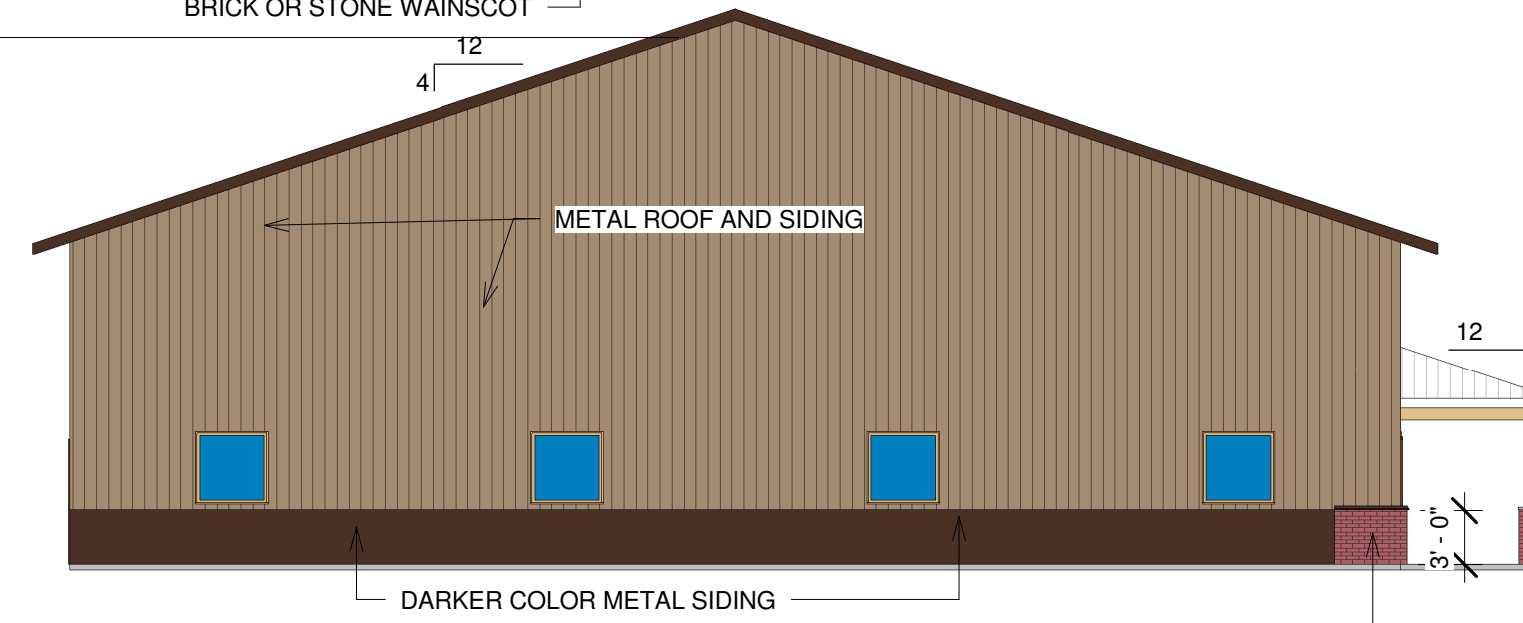 BRICK OR STONE WAINSCOT
12
4
METAL ROOF AND SIDING
12
3' - 0"
DARKER COLOR METAL SIDING